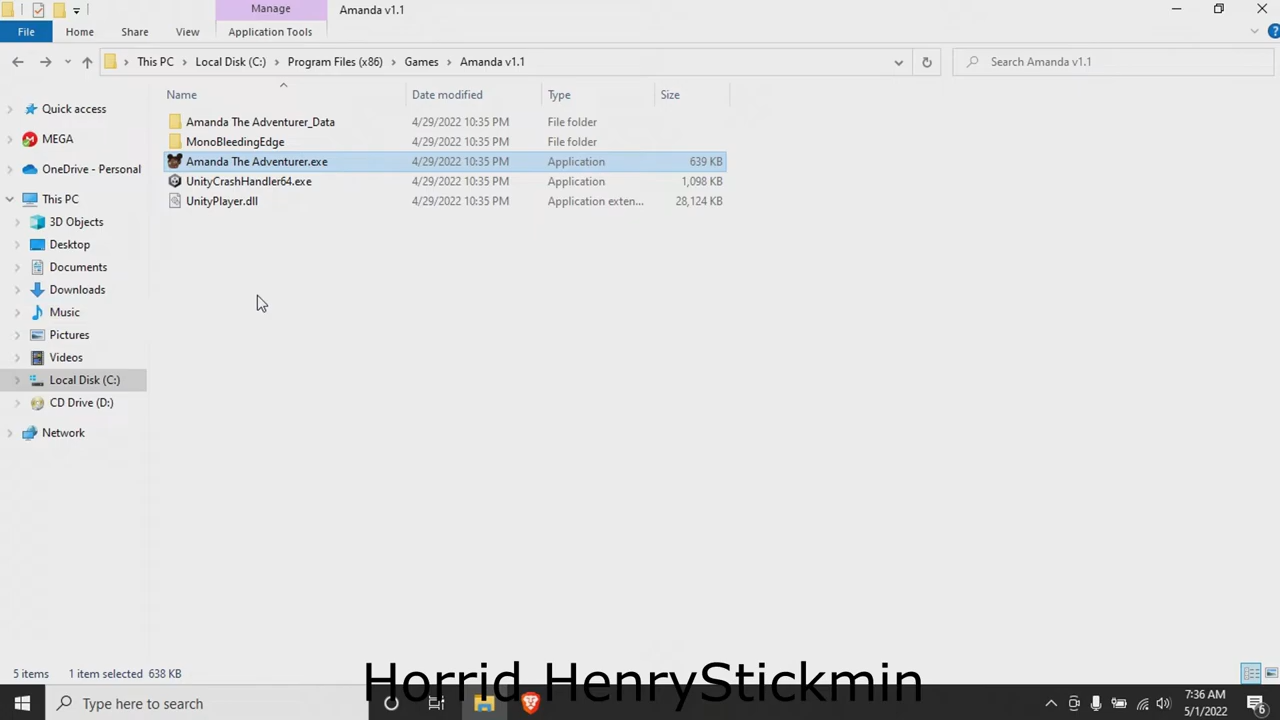 Manage
Amanda v1.1
File
Home
Share
View
Application Tools
This PC
Local Disk (C:)
Program Files (x86)
Games
Amanda v1.1
Search Amanda v1.1
Name
Date modified
Type
Size
Amanda The Adventurer_Data 4/29/2022 10:35 PM File folder
MonoBleedingEdge 4/29/2022 10:35 PM File folder
Amanda The Adventurer.exe 4/29/2022 10:35 PM Application 639 KB
UnityCrashHandler64.exe 4/29/2022 10:35 PM Application 1,098 KB
UnityPlayer.dll 4/29/2022 10:35 PM Application exten... 28,124 KB
Quick access
MEGA
OneDrive - Personal
This PC
3D Objects
Desktop
Documents
Downloads
Music
Pictures
Videos
Local Disk (C:)
CD Drive (D:)
Network
5 items 1 item selected 638 KB
Horrid HenryStickmin
Type here to search
7:36 AM
5/1/2022
6